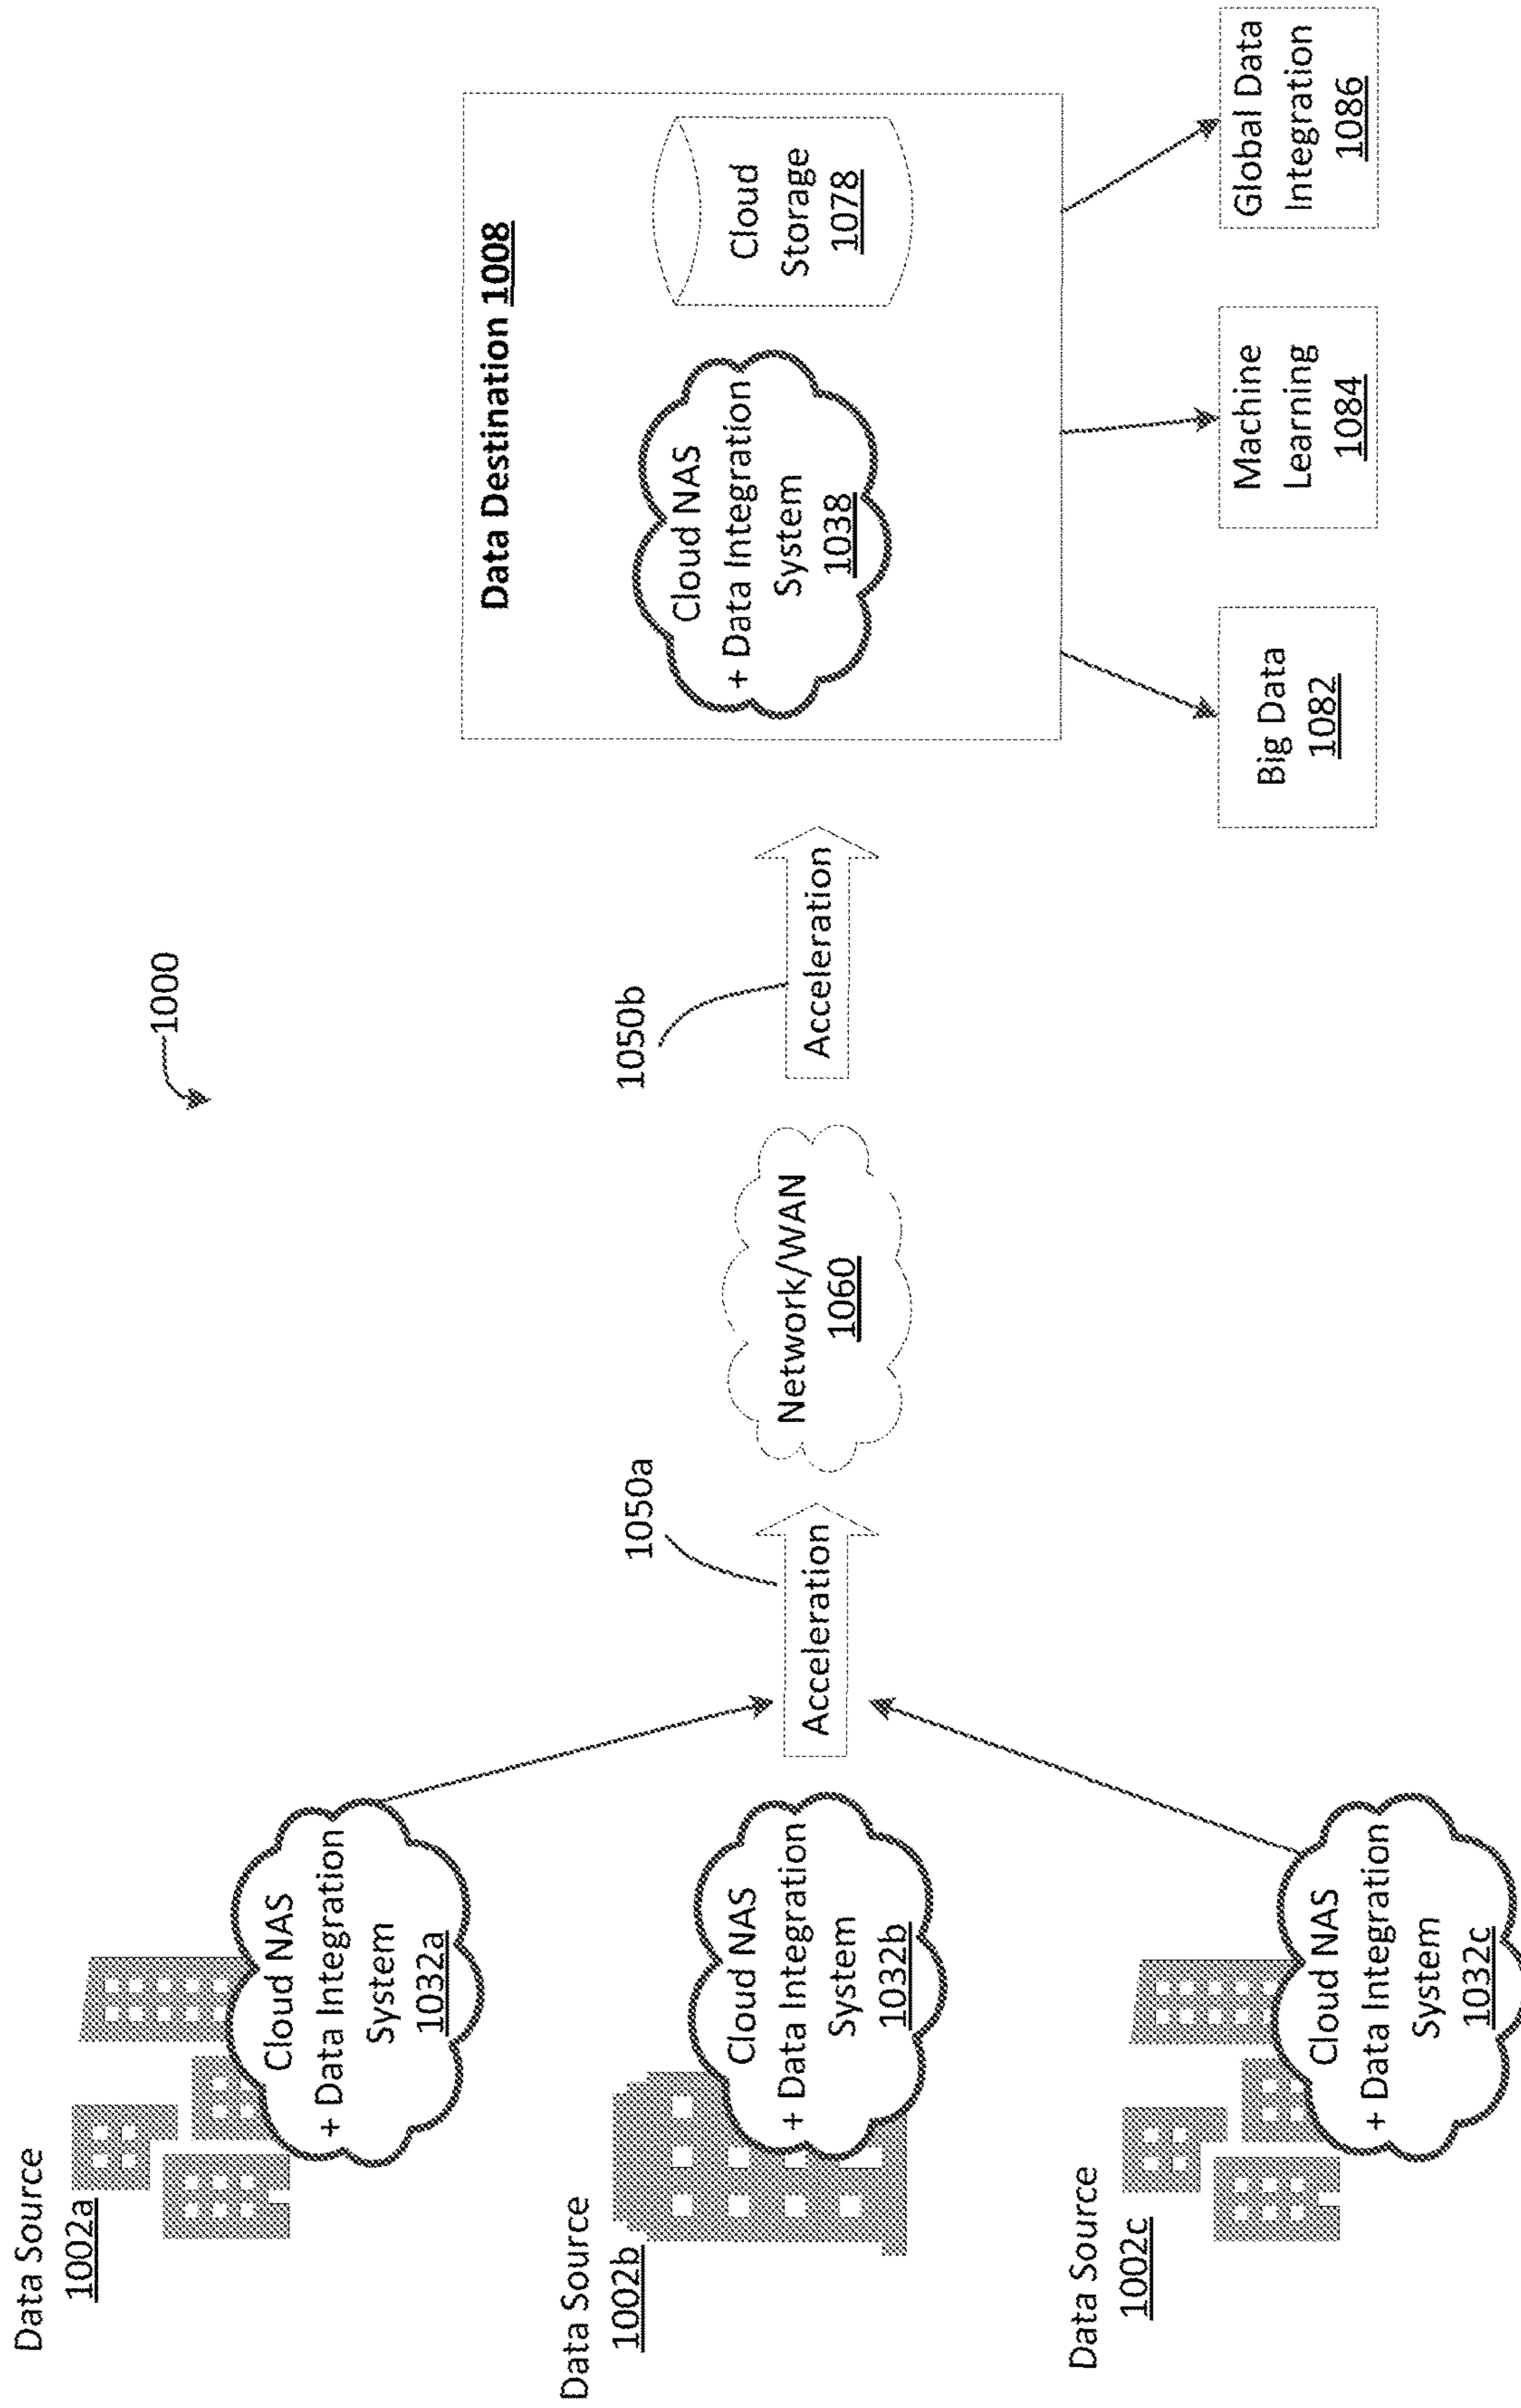 1000
Data Source
1002a
Cloud NAS
+ Data Integration
System
1032a
Data Source
1002b
Cloud NAS
+ Data Integration
System
1032b
Data Source
1002c
Cloud NAS
+ Data Integration
System
1032c
1050a
Acceleration
Network/WAN
1060
1050b
Acceleration
Data Destination 1008
Cloud NAS
+ Data Integration
System
1038
Cloud
Storage
1078
Big Data
1082
Machine
Learning
1084
Global Data
Integration
1086